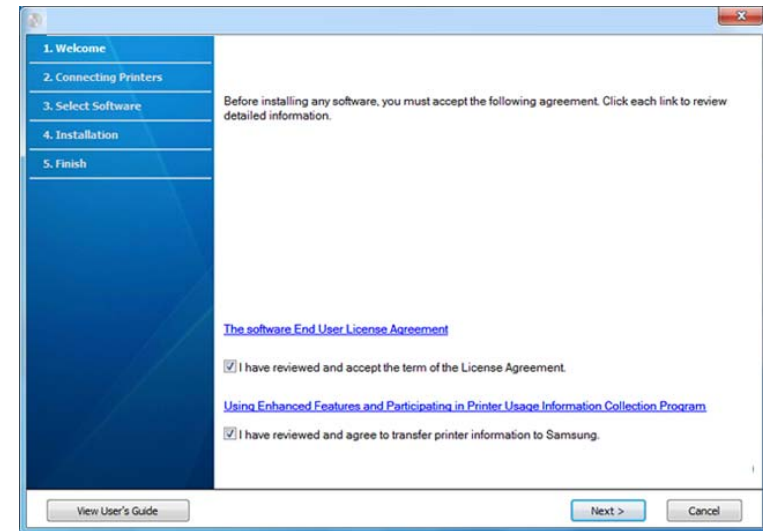 1. Welcome
2. Connecting Printers
3. Select Software
4. Installation
5. Finish
Before installing any software, you must accept the following agreement. Click each link to review
detailed information.
The software End User License Agreement
I have reviewed and accept the term of the License Agreement.
Using Enhanced Features and Participating in Printer Usage Information Collection Program
I have reviewed and agree to transfer printer information to Samsung.
View User's Guide
Next >
Cancel